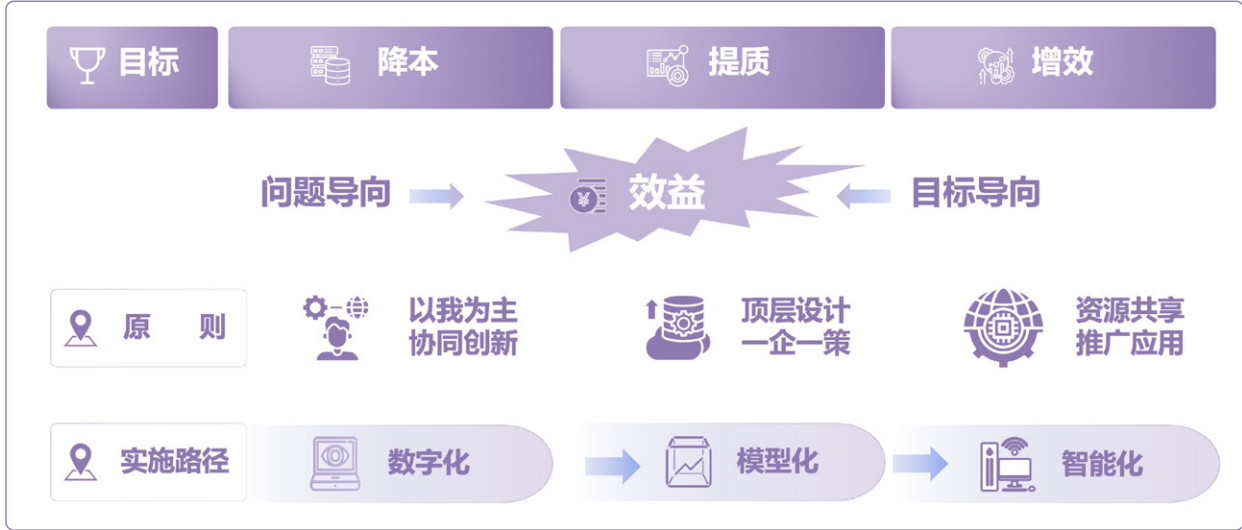 目标
降本
提质
增效
问题导向
¥
效益
目标导向
原 则
以我为主
协同创新
顶层设计
一企一策
资源共享
推广应用
实施路径
数字化
模型化
智能化